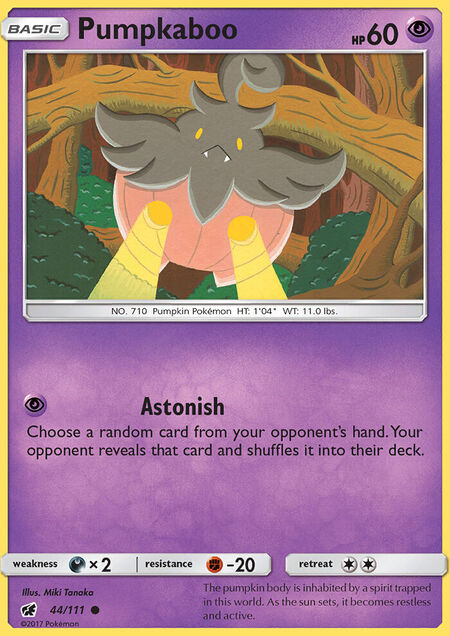 BASIC Pumpkaboo HP60
NO. 710 Pumpkin Pokémon HT: 1'04" WT: 11.0 lbs.
Astonish
Choose a random card from your opponent's hand. Your
opponent reveals that card and shuffles it into their deck.
weakness ×2 resistance –20 retreat
Illus. Miki Tanaka
44/111
©2017 Pokémon
The pumpkin body is inhabited by a spirit trapped
in this world. As the sun sets, it becomes restless
and active.